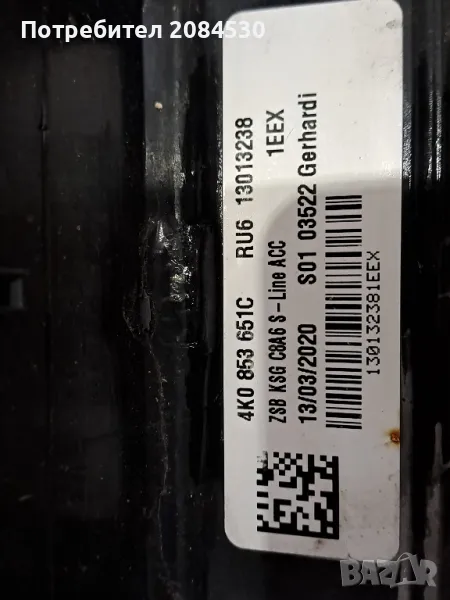 Потребител 2084530
4K0 853 651C RU6 13013238
ZSB KSG C8A6 S-Line ACC 1EEX
13/03/2020 S01 03522 Gerhardi
130132381EEX
BAZAR